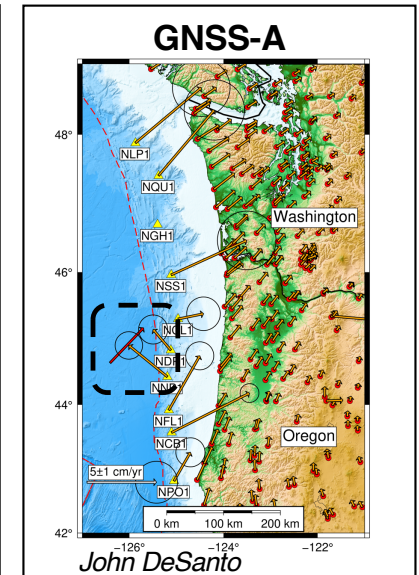 GNSS-A
48°
NLP1
NQU1
Washington
NGH1
46°
NSS1
NCL1
NDP1
44°
NFL1
NCB1
Oregon
5±1 cm/yr
NPO1
0 km 100 km 200 km
42°
−126° −124° −122°
John DeSanto